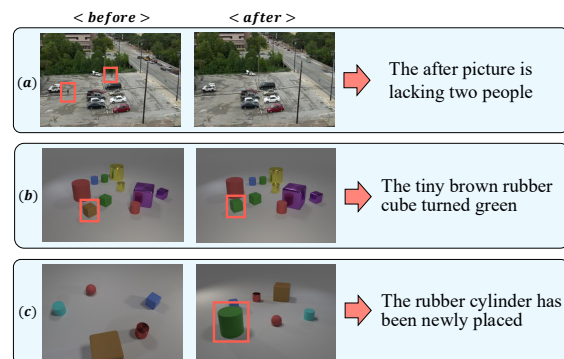 < before > < after >
(a)
The after picture is
lacking two people
(b)
The tiny brown rubber
cube turned green
(c)
The rubber cylinder has
been newly placed